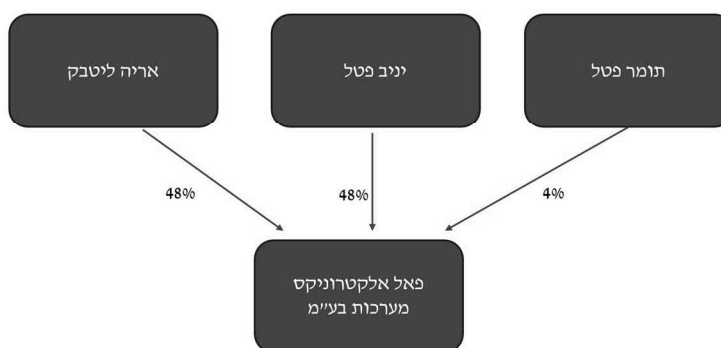 תומר פטל
יניב פטל
אריה ליטבק
4%
48%
48%
פאל אלקטרוניקס
מערכות בע"מ